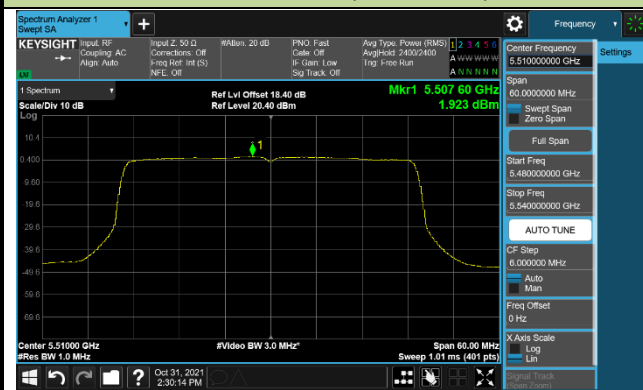 Spectrum Analyzer 1
Swept SA
Frequency
KEYSIGHT
Input: RF
Coupling: AC
Align: Auto
Input Z: 50 Ω
Corrections: Off
Freq Ref: Int (S)
NFE: Off
#Atten: 20 dB
PNO: Fast
Gate: Off
IF Gain: Low
Sig Track: Off
Avg Type: Power (RMS)
Avg|Hold: 2400/2400
Trig: Free Run
1 2 3 4 5 6
A W W W W W
A N N N N N
LXI
1 Spectrum
Scale/Div 10 dB
Log
Ref Lvl Offset 18.40 dB
Ref Level 20.40 dBm
Mkr1 5.507 60 GHz
1.923 dBm
1
10.4
0.400
-9.60
-19.6
-29.6
-39.6
-49.6
-59.6
-69.6
Center 5.51000 GHz
#Res BW 1.0 MHz
#Video BW 3.0 MHz*
Span 60.00 MHz
Sweep 1.01 ms (401 pts)
Center Frequency
5.510000000 GHz
Settings
Span
60.0000000 MHz
Swept Span
Zero Span
Full Span
Start Freq
5.480000000 GHz
Stop Freq
5.540000000 GHz
AUTO TUNE
CF Step
6.000000 MHz
Auto
Man
Freq Offset
0 Hz
X Axis Scale
Log
Lin
Signal Track
(Span Zoom)
Oct 31, 2021
2:30:14 PM